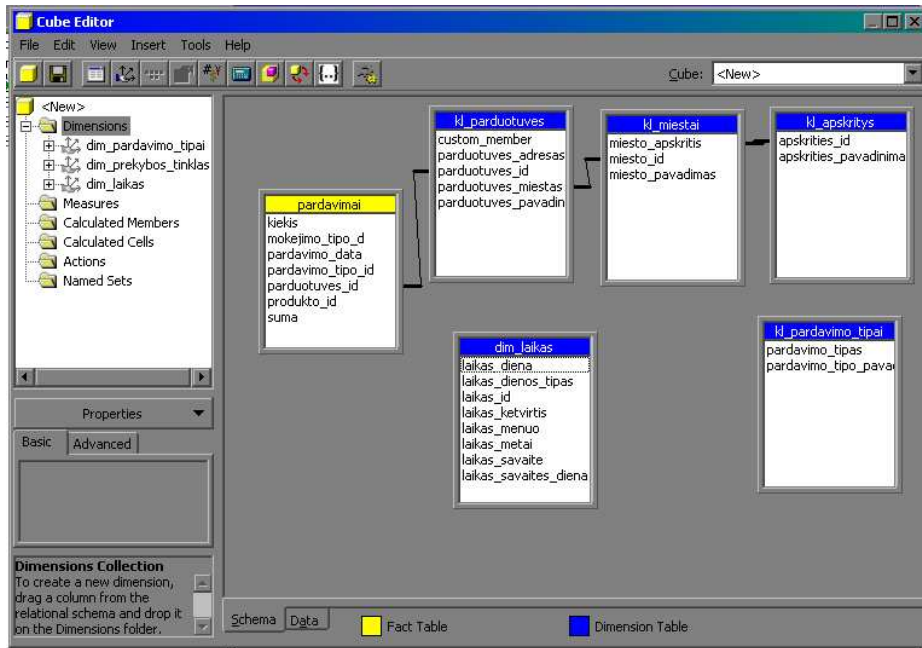 Cube Editor
File Edit View Insert Tools Help
Cube: <New>
<New>
Dimensions
dim_pardavimo_tipai
dim_prekybos_tinklas
dim_laikas
Measures
Calculated Members
Calculated Cells
Actions
Named Sets
Properties
Basic Advanced
Dimensions Collection
To create a new dimension,
drag a column from the
relational schema and drop it
on the Dimensions folder.
pardavimai
kiekis
mokejimo_tipo_d
pardavimo_data
pardavimo_tipo_id
parduotuves_id
produkto_id
suma
kl_parduotuves
custom_member
parduotuves_adresas
parduotuves_id
parduotuves_miestas
parduotuves_pavadin
kl_miestai
miesto_apskritis
miesto_id
miesto_pavadimas
kl_apskritys
apskrities_id
apskrities_pavadinima
dim_laikas
laikas_diena
laikas_dienos_tipas
laikas_id
laikas_ketvirtis
laikas_menuo
laikas_metai
laikas_savaite
laikas_savaites_diena
kl_pardavimo_tipai
pardavimo_tipas
pardavimo_tipo_pava
Schema Data Fact Table Dimension Table